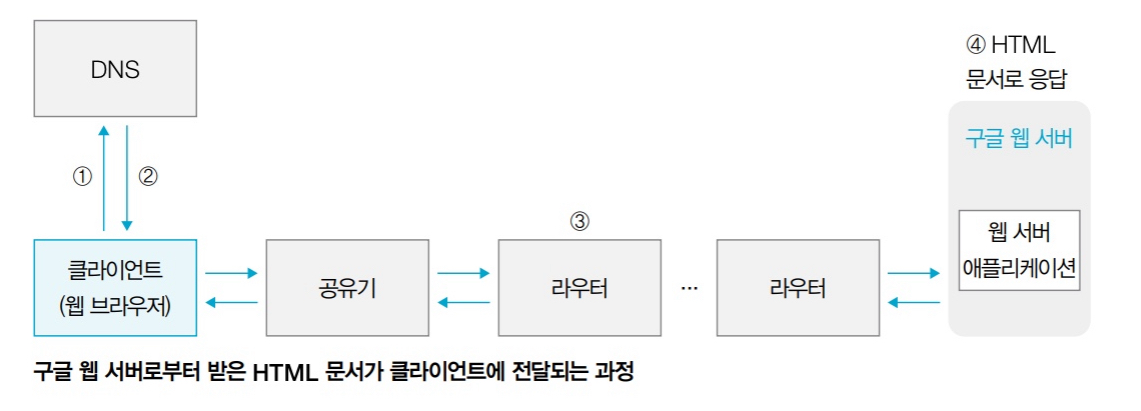 DNS
④ HTML
문서로 응답
구글 웹 서버
① ②
③
클라이언트
(웹 브라우저)
공유기
라우터
...
라우터
웹 서버
애플리케이션
구글 웹 서버로부터 받은 HTML 문서가 클라이언트에 전달되는 과정